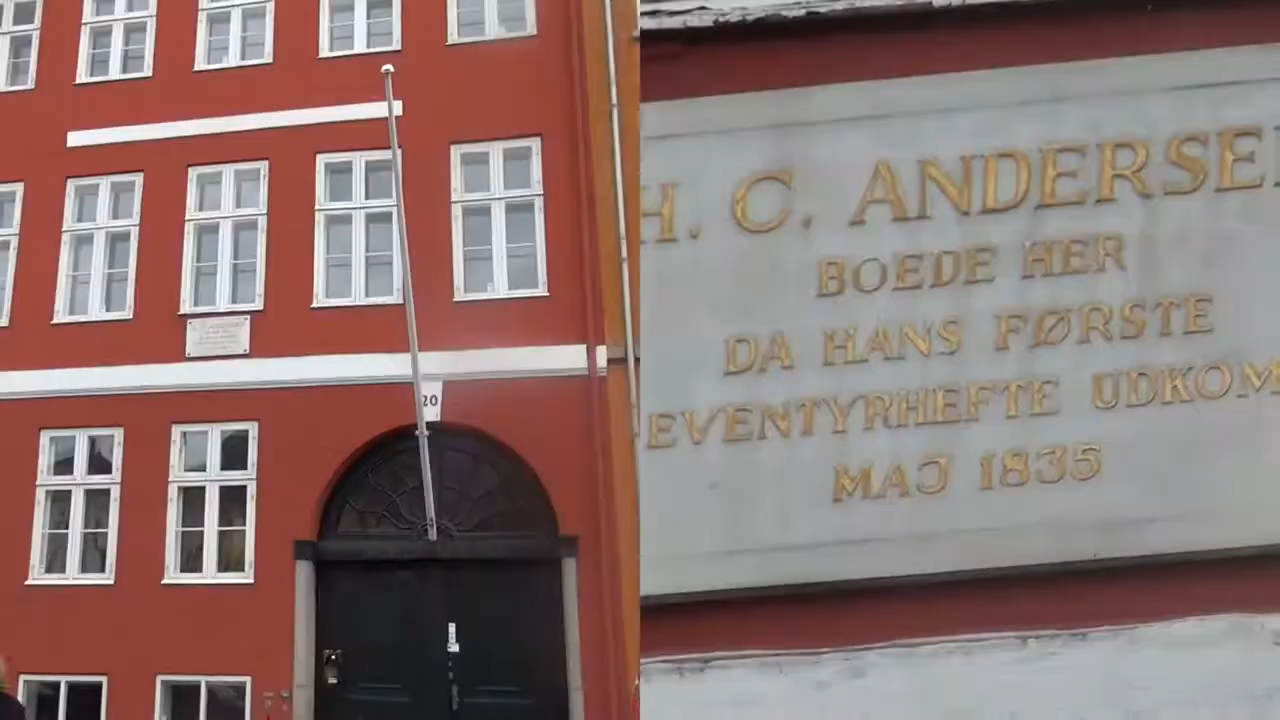 20
H. C. ANDERSE
BOEDE HER
DA HANS FØRSTE
EVENTYRHEFTE UDKOM
MAJ 1835